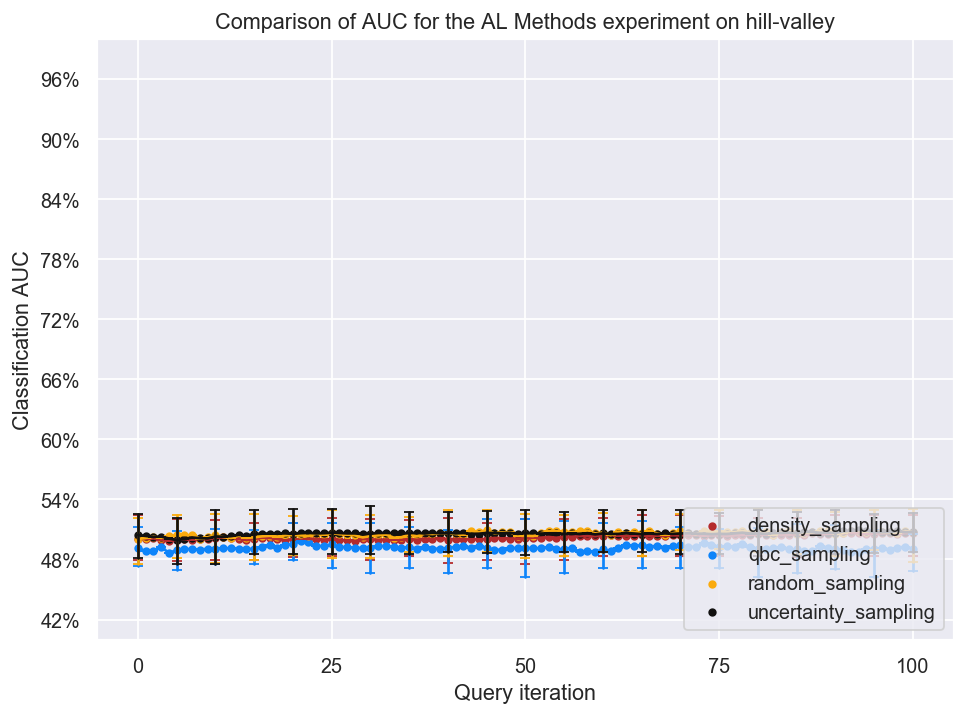 Comparison of AUC for the AL Methods experiment on hill-valley
96%
90%
84%
78%
72%
66%
60%
54%
48%
42%
Classification AUC
density_sampling
qbc_sampling
random_sampling
uncertainty_sampling
0
25
50
75
100
Query iteration